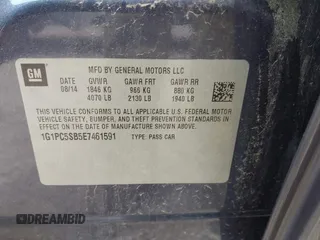 GM
MFD BY GENERAL MOTORS LLC
08/14 GVWR GAWR FRT GAWR RR
1846 KG 966 KG 880 KG
4070 LB 2130 LB 1940 LB
THIS VEHICLE CONFORMS TO ALL APPLICABLE U.S. FEDERAL MOTOR
VEHICLE SAFETY, BUMPER, AND THEFT PREVENTION STANDARDS
IN EFFECT ON THE DATE OF MANUFACTURE SHOWN ABOVE.
1G1PC5SB5E7461591 TYPE: PASS CAR
DREAMBID